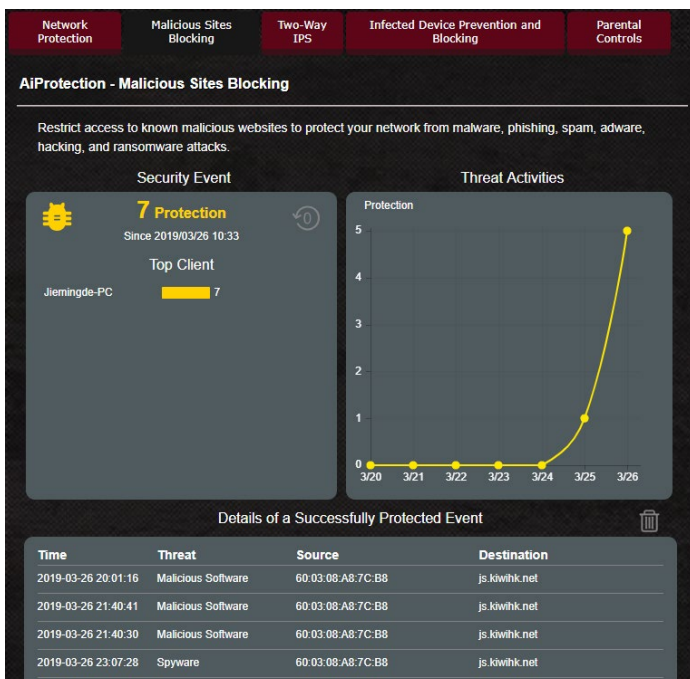 Network Protection
Malicious Sites Blocking
Two-Way IPS
Infected Device Prevention and Blocking
Parental Controls
AiProtection - Malicious Sites Blocking
Restrict access to known malicious websites to protect your network from malware, phishing, spam, adware,
hacking, and ransomware attacks.
Security Event
7 Protection
0
Since 2019/03/26 10:33
Top Client
Jiemingde-PC 7
Threat Activities
Protection
5
4
3
2
1
0
3/20 3/21 3/22 3/23 3/24 3/25 3/26
Details of a Successfully Protected Event
Time Threat Source Destination
2019-03-26 20:01:16 Malicious Software 60:03:08:A8:7C:B8 js.kiwihk.net
2019-03-26 21:40:41 Malicious Software 60:03:08:A8:7C:B8 js.kiwihk.net
2019-03-26 21:40:30 Malicious Software 60:03:08:A8:7C:B8 js.kiwihk.net
2019-03-26 23:07:28 Spyware 60:03:08:A8:7C:B8 js.kiwihk.net